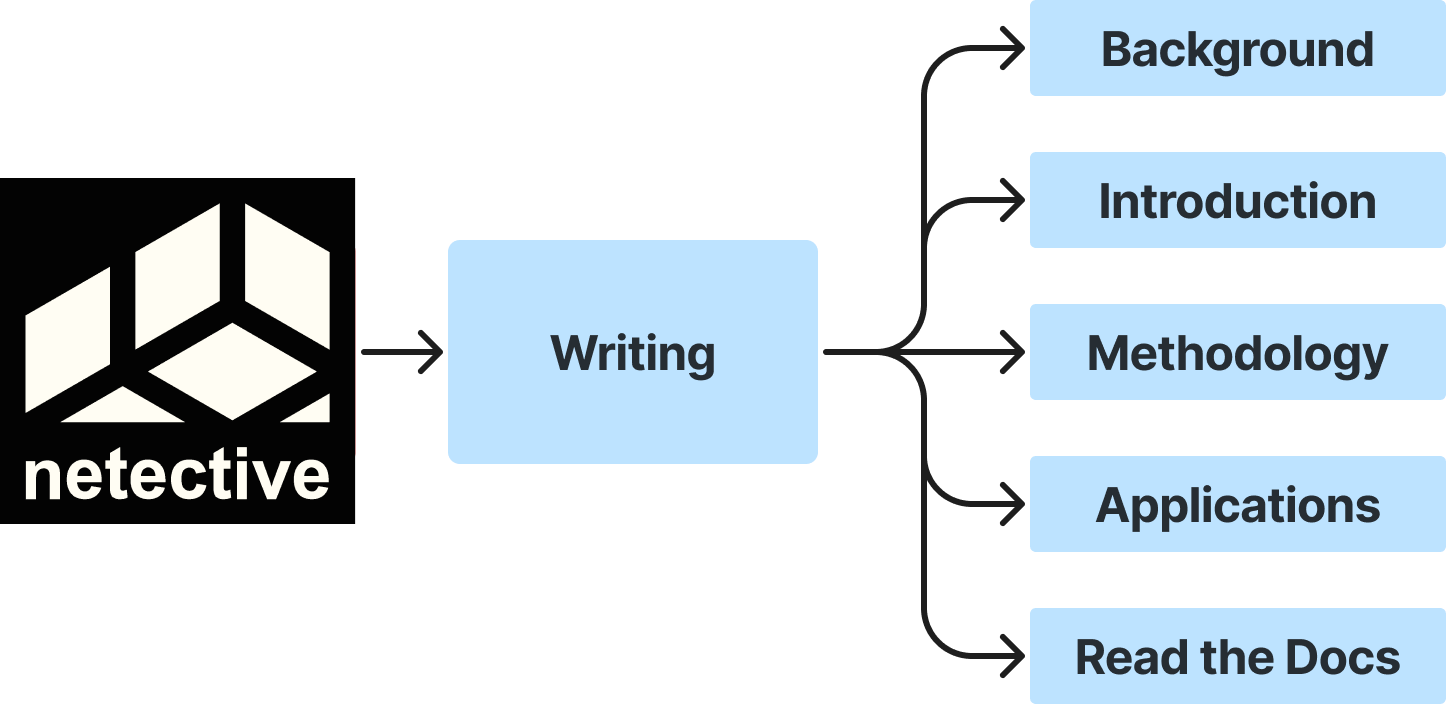 netective
Writing
Background
Introduction
Methodology
Applications
Read the Docs